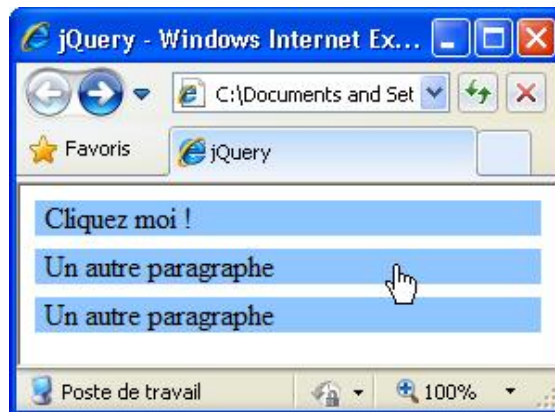 jQuery - Windows Internet Ex...
C:\Documents and Set
Favoris
jQuery
Cliquez moi !
Un autre paragraphe
Un autre paragraphe
Poste de travail
100%